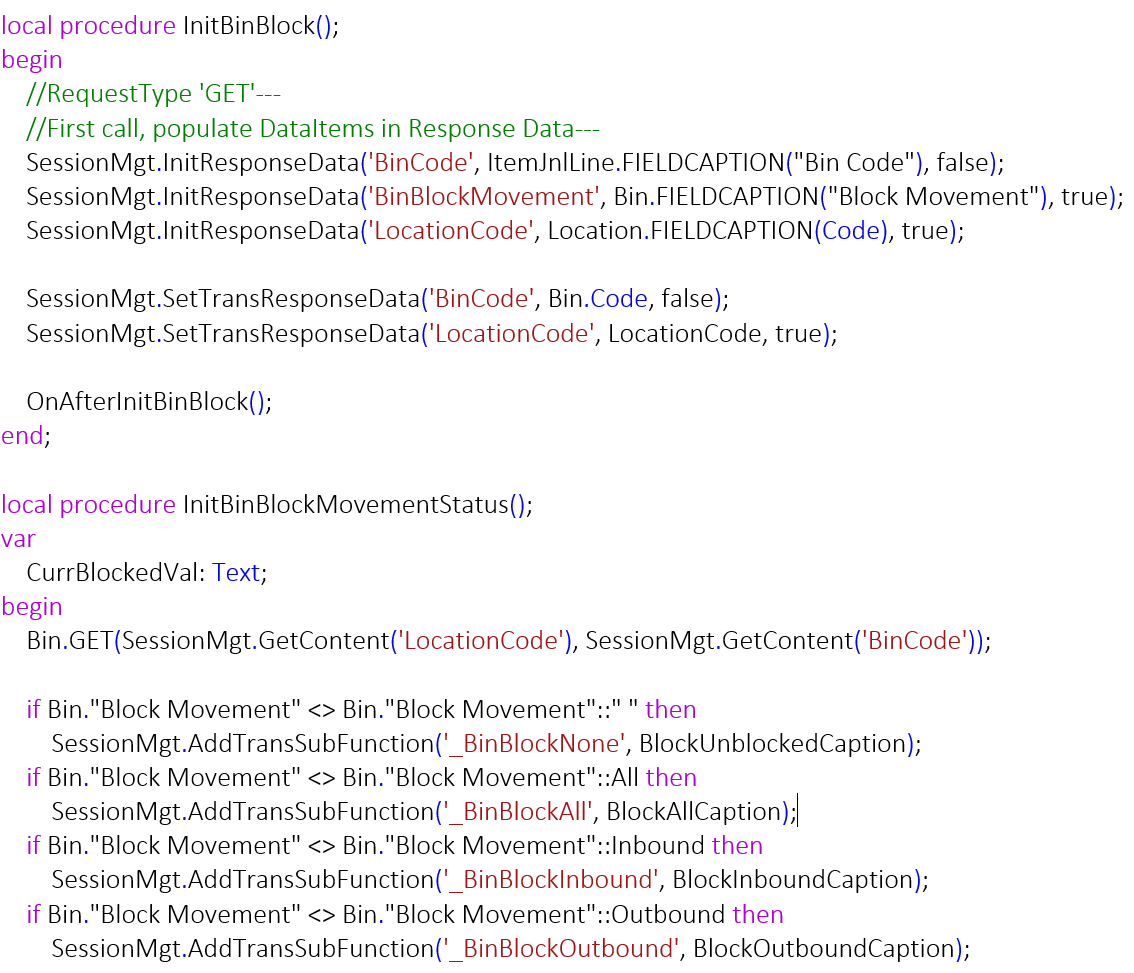 local procedure InitBinBlock();
begin
    //RequestType 'GET'---
    //First call, populate DataItems in Response Data---
    SessionMgt.InitResponseData('BinCode', ItemJnlLine.FIELDCAPTION("Bin Code"), false);
    SessionMgt.InitResponseData('BinBlockMovement', Bin.FIELDCAPTION("Block Movement"), true);
    SessionMgt.InitResponseData('LocationCode', Location.FIELDCAPTION(Code), true);

    SessionMgt.SetTransResponseData('BinCode', Bin.Code, false);
    SessionMgt.SetTransResponseData('LocationCode', LocationCode, true);

    OnAfterInitBinBlock();
end;

local procedure InitBinBlockMovementStatus();
var
    CurrBlockedVal: Text;
begin
    Bin.GET(SessionMgt.GetContent('LocationCode'), SessionMgt.GetContent('BinCode'));

    if Bin."Block Movement" <> Bin."Block Movement"::" " then
        SessionMgt.AddTransSubFunction('_BinBlockNone', BlockUnblockedCaption);
    if Bin."Block Movement" <> Bin."Block Movement"::All then
        SessionMgt.AddTransSubFunction('_BinBlockAll', BlockAllCaption);
    if Bin."Block Movement" <> Bin."Block Movement"::Inbound then
        SessionMgt.AddTransSubFunction('_BinBlockInbound', BlockInboundCaption);
    if Bin."Block Movement" <> Bin."Block Movement"::Outbound then
        SessionMgt.AddTransSubFunction('_BinBlockOutbound', BlockOutboundCaption);